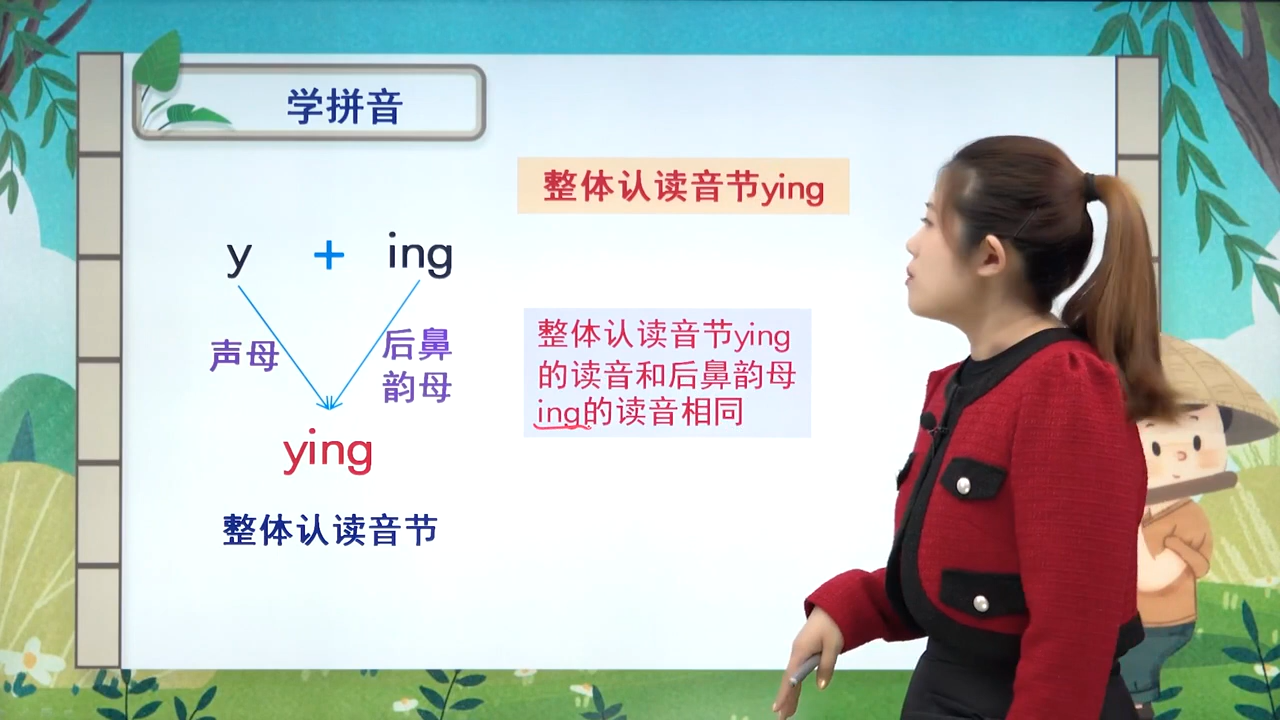 学拼音
整体认读音节ying
y + ing
声母
后鼻
韵母
ying
整体认读音节
整体认读音节ying
的读音和后鼻韵母
ing的读音相同